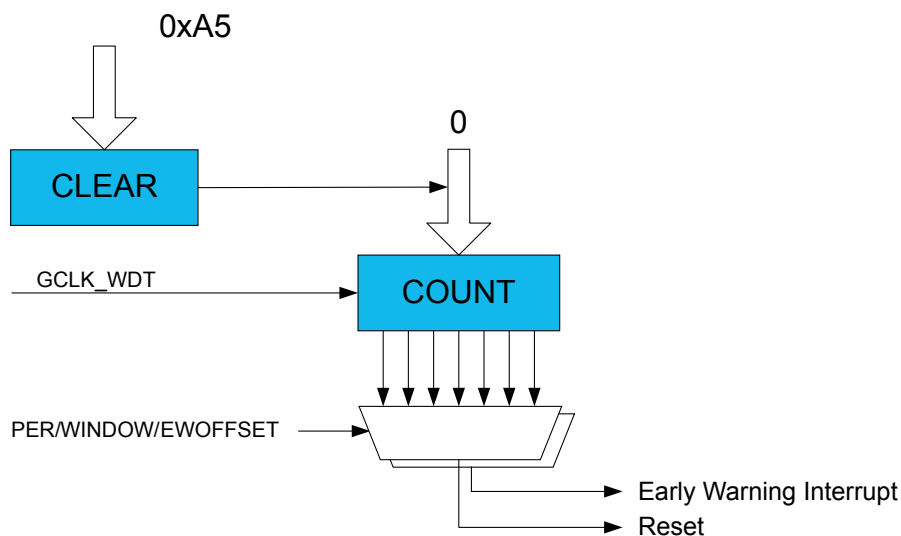 0xA5
0
CLEAR
GCLK_WDT
COUNT
PER/WINDOW/EWOFFSET
Early Warning Interrupt
Reset